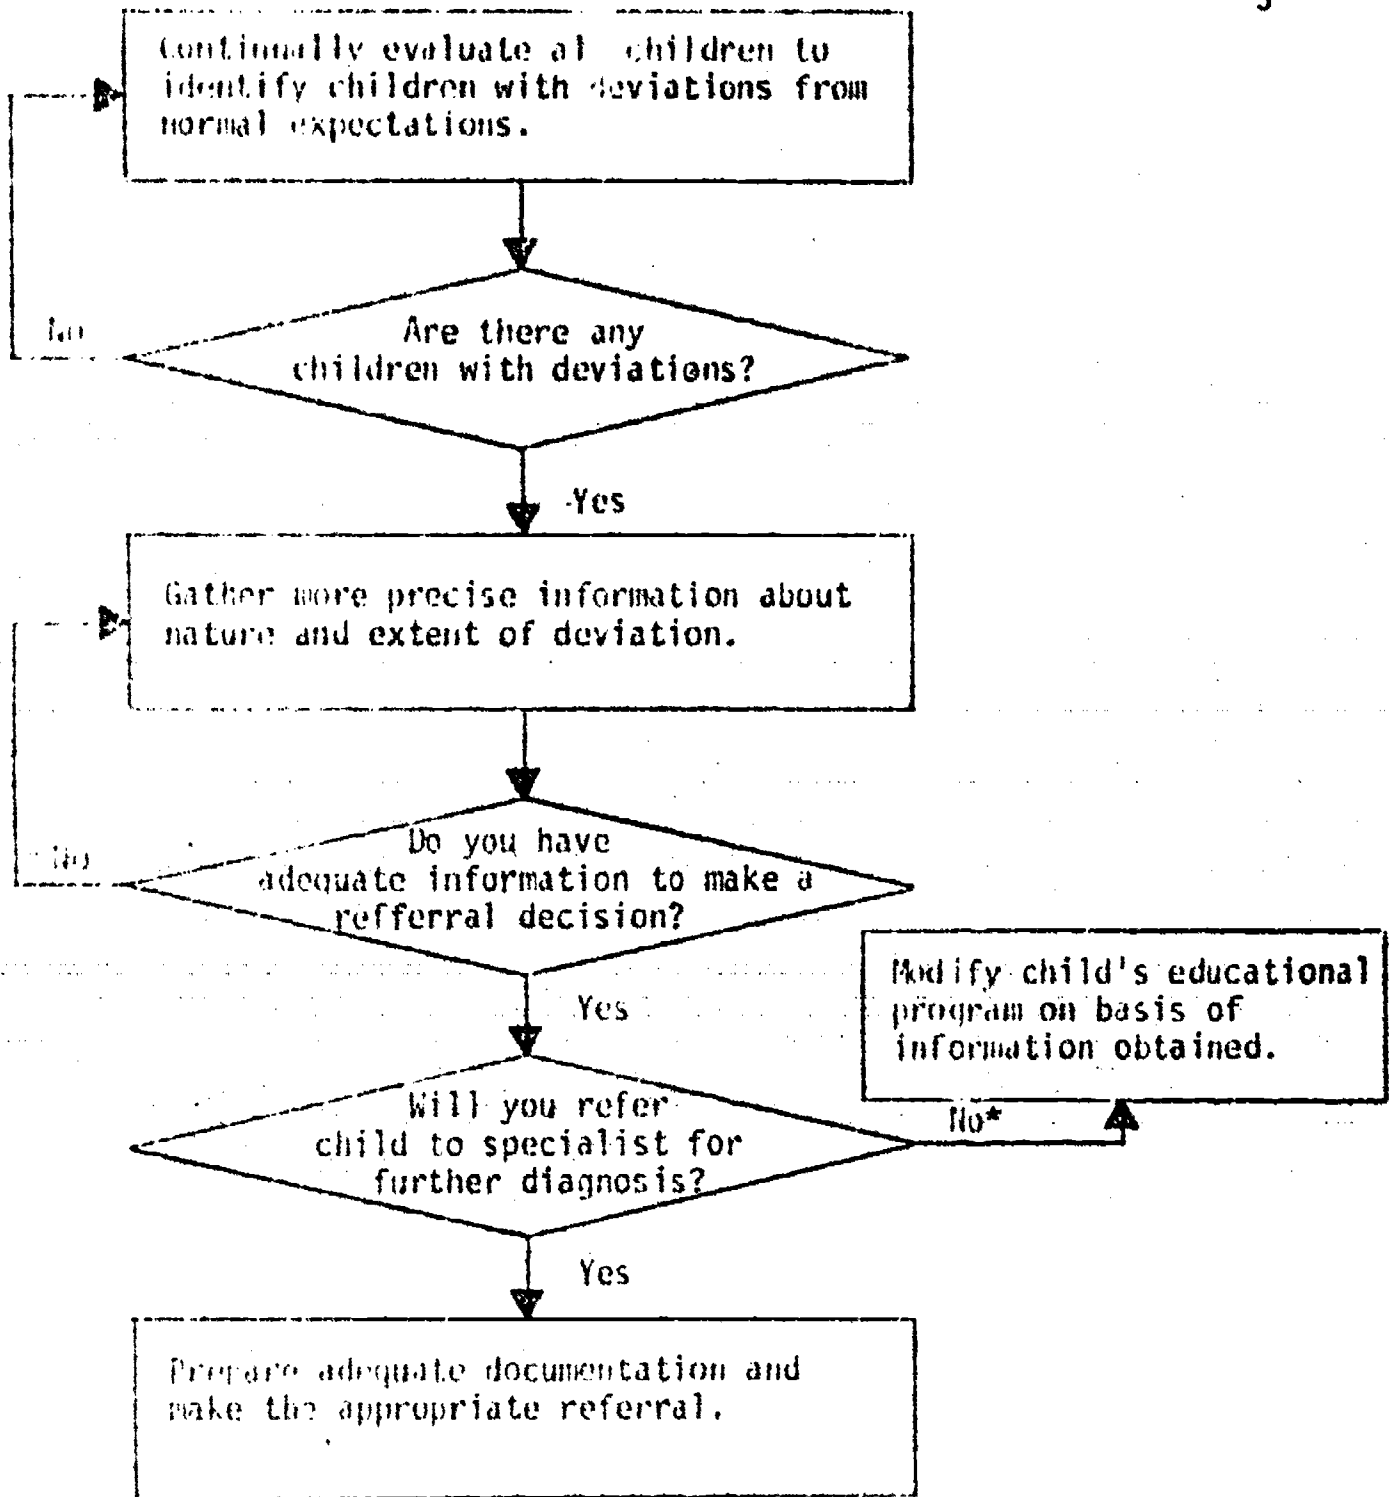 Continually evaluate al children to
identify children with deviations from
normal expectations.
No
Are there any
children with deviations?
Yes
Gather more precise information about
nature and extent of deviation.
No
Do you have
adequate information to make a
refferral decision?
Yes
Modify child's educational
program on basis of
information obtained.
No*
Will you refer
child to specialist for
further diagnosis?
Yes
Prepare adequate documentation and
make the appropriate referral.